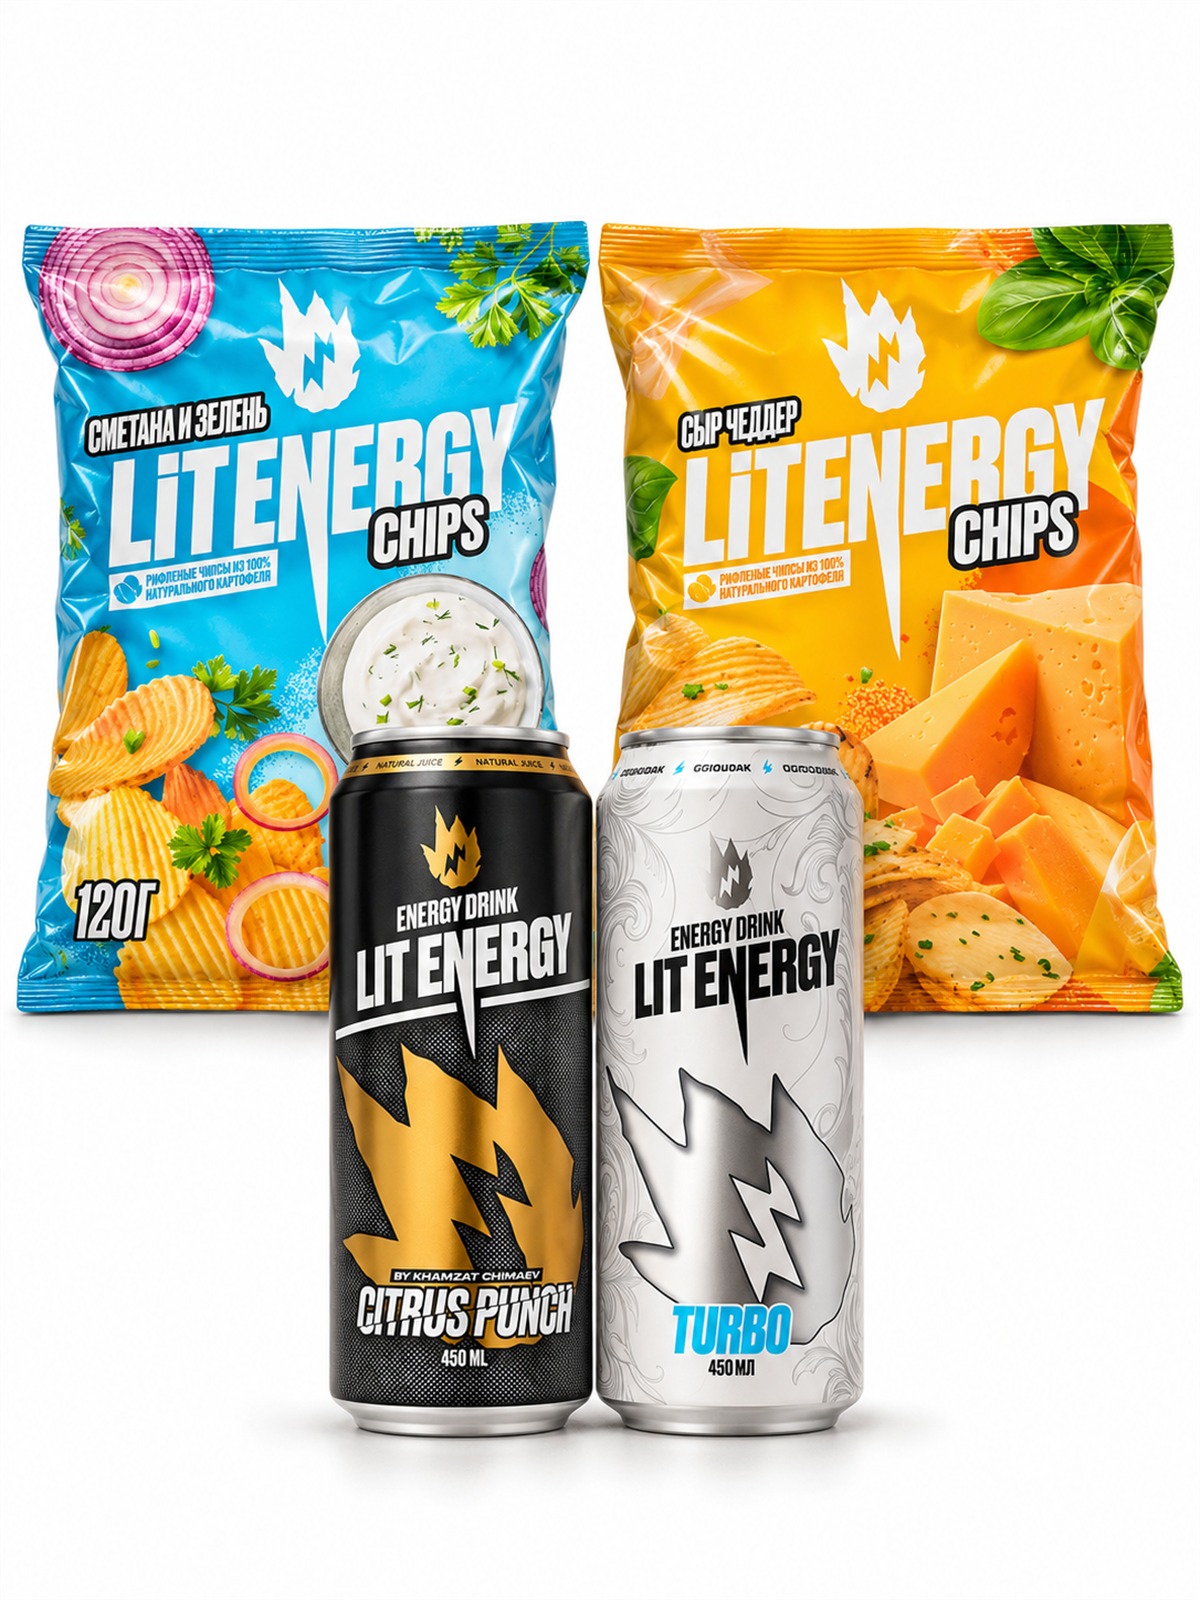 СМЕТАНА И ЗЕЛЕНЬ
LiTENERGY
CHIPS
РИФЛЕНЫЕ ЧИПСЫ ИЗ 100%
НАТУРАЛЬНОГО КАРТОФЕЛЯ
120Г
СЫР ЧЕДДЕР
LiTENERGY
CHIPS
РИФЛЕНЫЕ ЧИПСЫ ИЗ 100%
НАТУРАЛЬНОГО КАРТОФЕЛЯ
NATURAL JUICE NATURAL JUICE
ENERGY DRINK
LIT ENERGY
BY KHAMZAT CHIMAEV
CITRUS PUNCH
450 ML
GGIOUDAK
ENERGY DRINK
LIT ENERGY
TURBO
450 МЛ